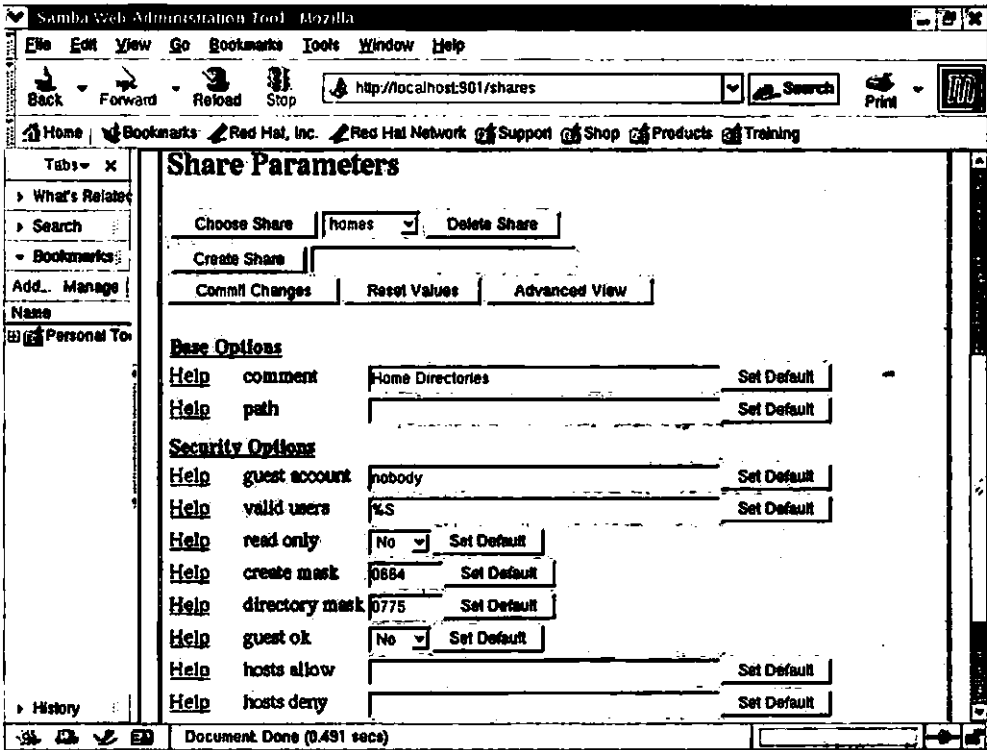 Samba Web Administration Tool - Mozilla
File Edit View Go Bookmarks Tools Window Help
Back Forward Reload Stop http://localhost:901/shares Search Print
Home Bookmarks Red Hat, Inc. Red Hat Network Support Shop Products Training
Tabs
What's Related
Search
Bookmarks
Add... Manage
Name
Personal To
History
Share Parameters
Choose Share homes Delete Share
Create Share
Commit Changes Reset Values Advanced View
Base Options
Help comment Home Directories Set Default
Help path Set Default
Security Options
Help guest account nobody Set Default
Help valid users %S Set Default
Help read only No Set Default
Help create mask 0664 Set Default
Help directory mask 0775 Set Default
Help guest ok No Set Default
Help hosts allow Set Default
Help hosts deny Set Default
Document: Done (0.491 secs)